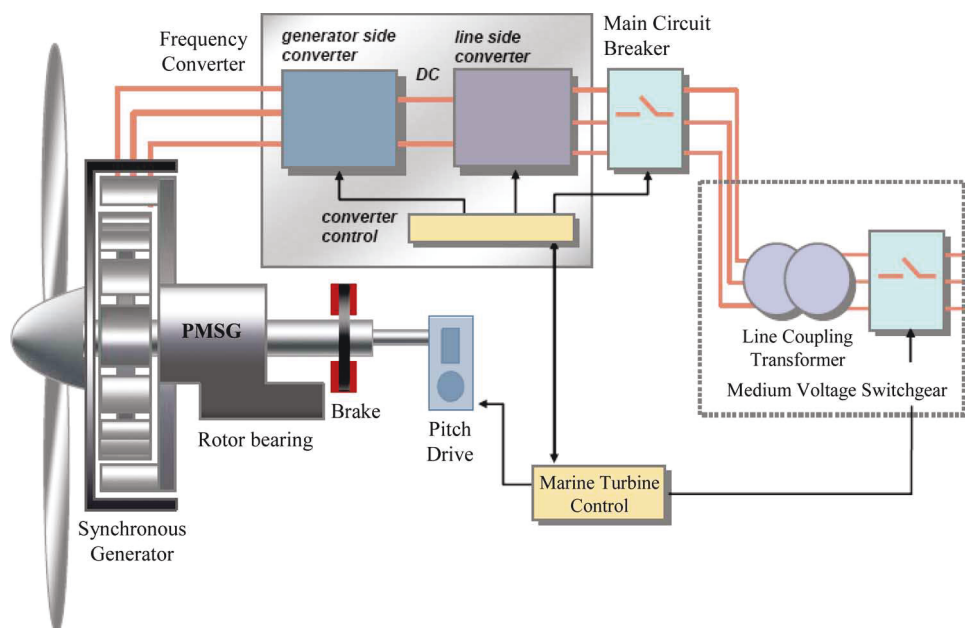 Frequency
Converter
generator side
converter
DC
line side
converter
Main Circuit
Breaker
converter
control
PMSG
Rotor bearing
Brake
Pitch
Drive
Synchronous
Generator
Marine Turbine
Control
Line Coupling
Transformer
Medium Voltage Switchgear